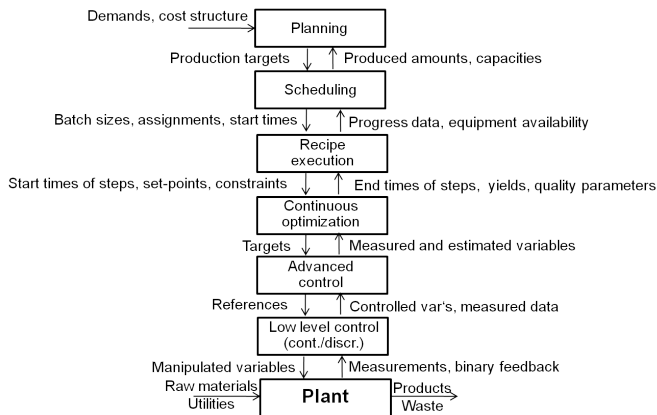 Demands, cost structure
Planning
Production targets
Produced amounts, capacities
Scheduling
Batch sizes, assignments, start times
Progress data, equipment availability
Recipe
execution
Start times of steps, set-points, constraints
End times of steps,  yields, quality parameters
Continuous
optimization
Targets
Measured and estimated variables
Advanced
control
References
Controlled var‘s, measured data
Low level control
(cont./discr.)
Manipulated variables
Measurements, binary feedback
Raw materials
Utilities
Plant
Products
Waste